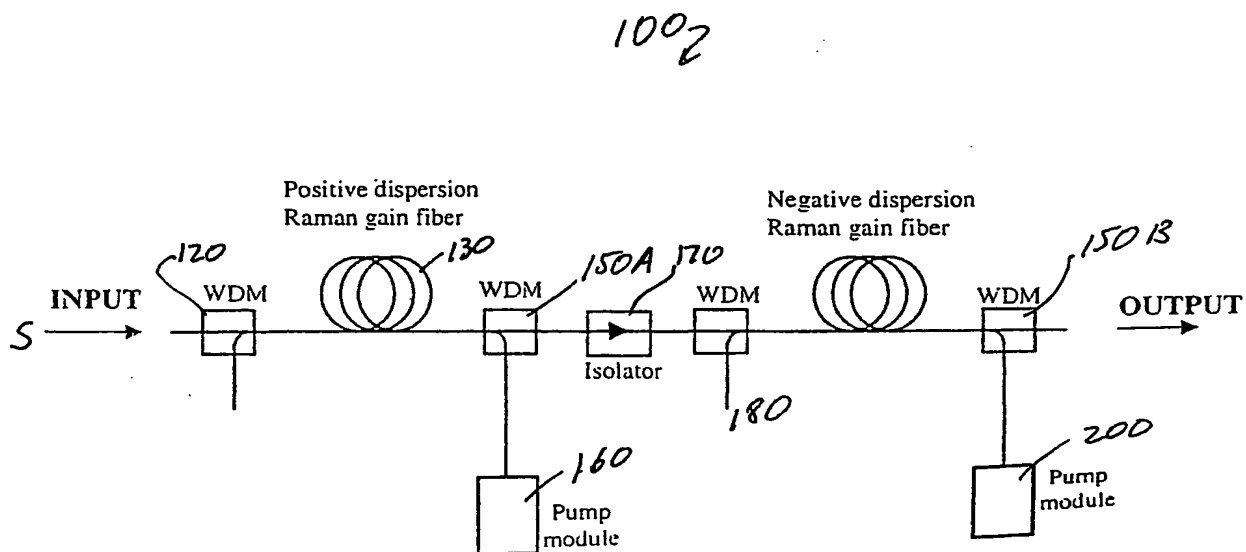 100
Positive dispersion
Raman gain fiber
Negative dispersion
Raman gain fiber
120
130
150A
170
150B
INPUT
WDM
WDM
WDM
WDM
OUTPUT
S
Isolator
180
160
Pump
module
200
Pump
module